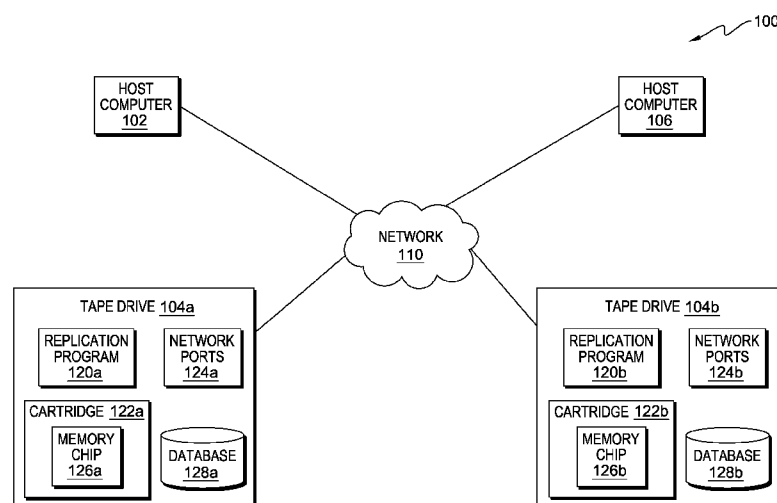 100
HOST
COMPUTER
102
HOST
COMPUTER
106
NETWORK
110
TAPE DRIVE 104a
REPLICATION
PROGRAM
120a
NETWORK
PORTS
124a
CARTRIDGE 122a
MEMORY
CHIP
126a
DATABASE
128a
TAPE DRIVE 104b
REPLICATION
PROGRAM
120b
NETWORK
PORTS
124b
CARTRIDGE 122b
MEMORY
CHIP
126b
DATABASE
128b